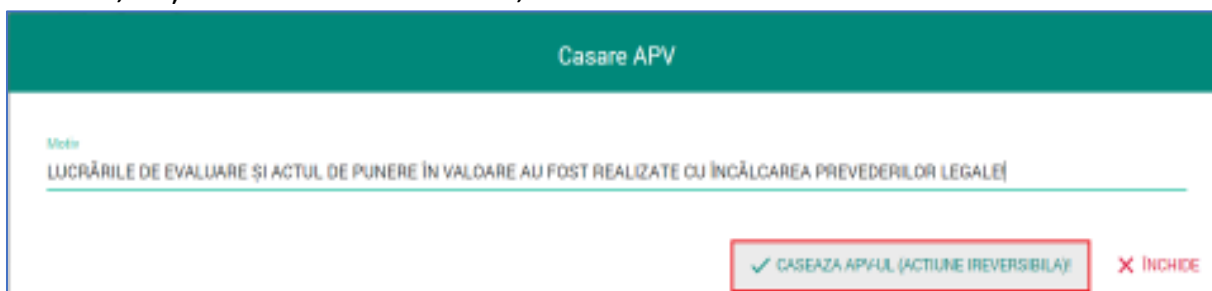 Casare APV
Motiv
LUCRĂRILE DE EVALUARE ȘI ACTUL DE PUNERE ÎN VALOARE AU FOST REALIZATE CU ÎNCĂLCAREA PREVEDERILOR LEGALE!
CASEAZA APV-UL (ACTIUNE IREVERSIBILA)!
ÎNCHIDE